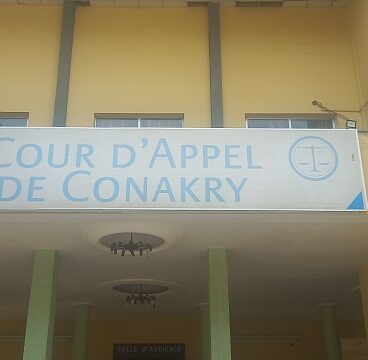 COUR D'APPEL
DE CONAKRY
SALLE D'AUDIENCE